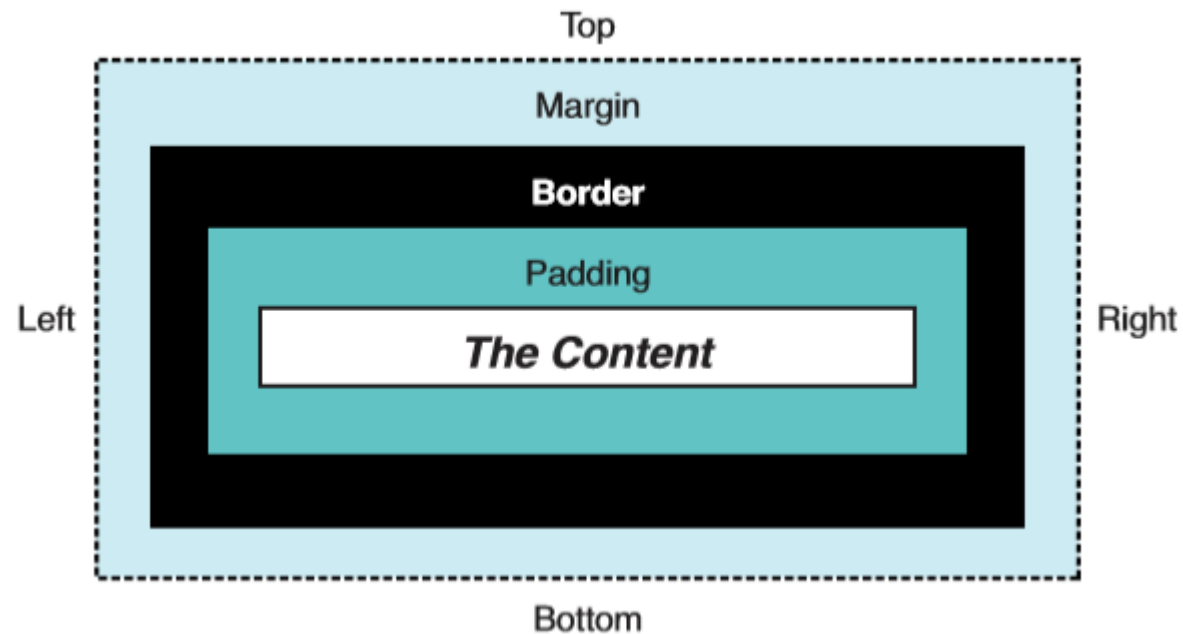 Top
Margin
Border
Padding
Left
Right
The Content
Bottom